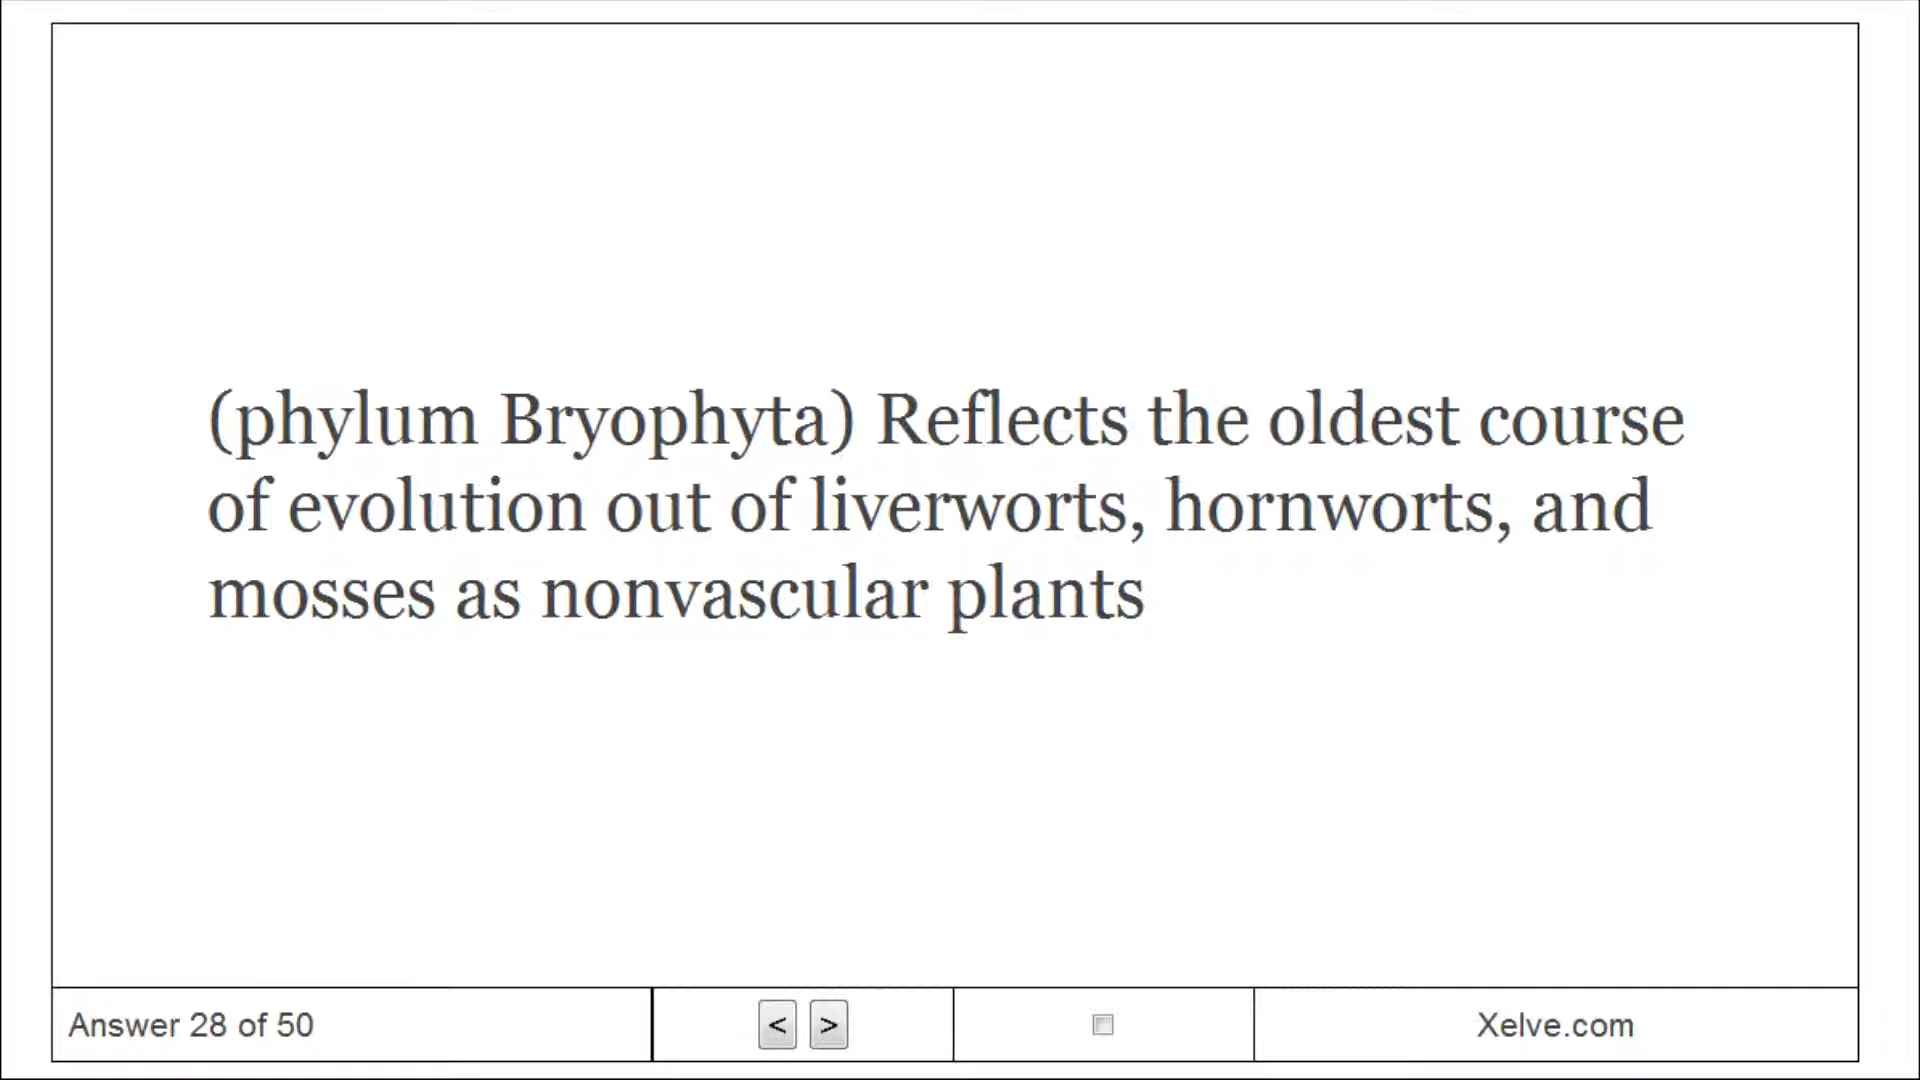 (phylum Bryophyta) Reflects the oldest course
of evolution out of liverworts, hornworts, and
mosses as nonvascular plants
Answer 28 of 50
< >
Xelve.com